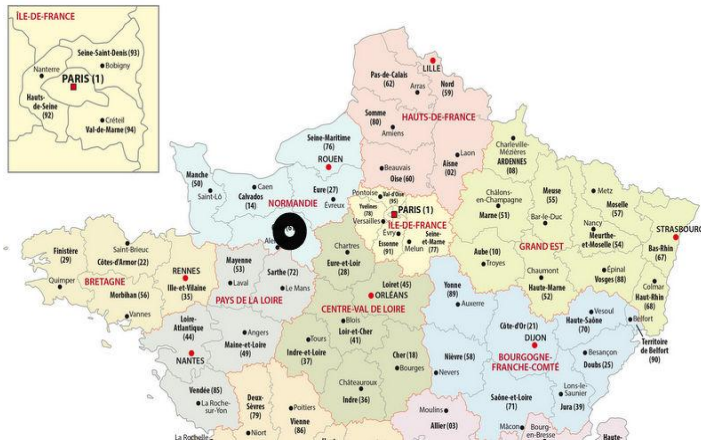 ÎLE-DE-FRANCE
Seine-Saint-Denis (93)
Bobigny
Nanterre
PARIS (1)
Hauts-
de-Seine
(92)
Créteil
Val-de-Marne (94)
LILLE
Pas-de-Calais
(62)
Nord
(59)
Arras
Somme
(80)
HAUTS-DE-FRANCE
Amiens
Seine-Maritime
(76)
Charleville-
Mézières
ARDENNES
(08)
Laon
Aisne
(02)
Beauvais
Oise (60)
ROUEN
Manche
(50)
Saint-Lô
Caen
Calvados
(14)
Eure (27)
Évreux
NORMANDIE
Pontoise
Val-d'Oise
(95)
Yvelines
(78)
PARIS (1)
Versailles
ÎLE-DE-FRANCE
Évry
Essonne
(91)
Melun
Seine-
et-Marne
(77)
Châlons-
en-Champagne
Marne (51)
Meuse
(55)
Bar-le-Duc
Metz
Moselle
(57)
Nancy
Meurthe-
et-Moselle (54)
STRASBOURG
Bas-Rhin
(67)
GRAND EST
Aube (10)
Troyes
Chaumont
Haute-
Marne (52)
Épinal
Vosges (88)
Colmar
Haut-Rhin
(68)
Finistère
(29)
Quimper
Saint-Brieuc
Côtes-d'Armor (22)
BRETAGNE
Morbihan (56)
Vannes
RENNES
Ille-et-Vilaine
(35)
Mayenne
(53)
Laval
Sarthe (72)
Le Mans
PAYS DE LA LOIRE
Chartres
Eure-et-Loir
(28)
Loiret (45)
ORLÉANS
CENTRE-VAL DE LOIRE
Blois
Loir-et-Cher
(41)
Tours
Indre-et-Loire
(37)
Cher (18)
Bourges
Châteauroux
Indre (36)
Loire-
Atlantique
(44)
NANTES
Angers
Maine-et-Loire
(49)
Vendée (85)
La Roche-
sur-Yon
Deux-
Sèvres
(79)
Niort
Poitiers
Vienne
(86)
La Rochelle
Yonne
(89)
Auxerre
Côte-d'Or (21)
DIJON
BOURGOGNE-
FRANCHE-COMTÉ
Nièvre (58)
Nevers
Vesoul
Haute-Saône
(70)
Belfort
Territoire
de Belfort
(90)
Besançon
Doubs (25)
Lons-le-
Saunier
Jura (39)
Saône-et-Loire
(71)
Mâcon
Moulins
Allier (03)
Bourg-
en-Bresse
Haute-